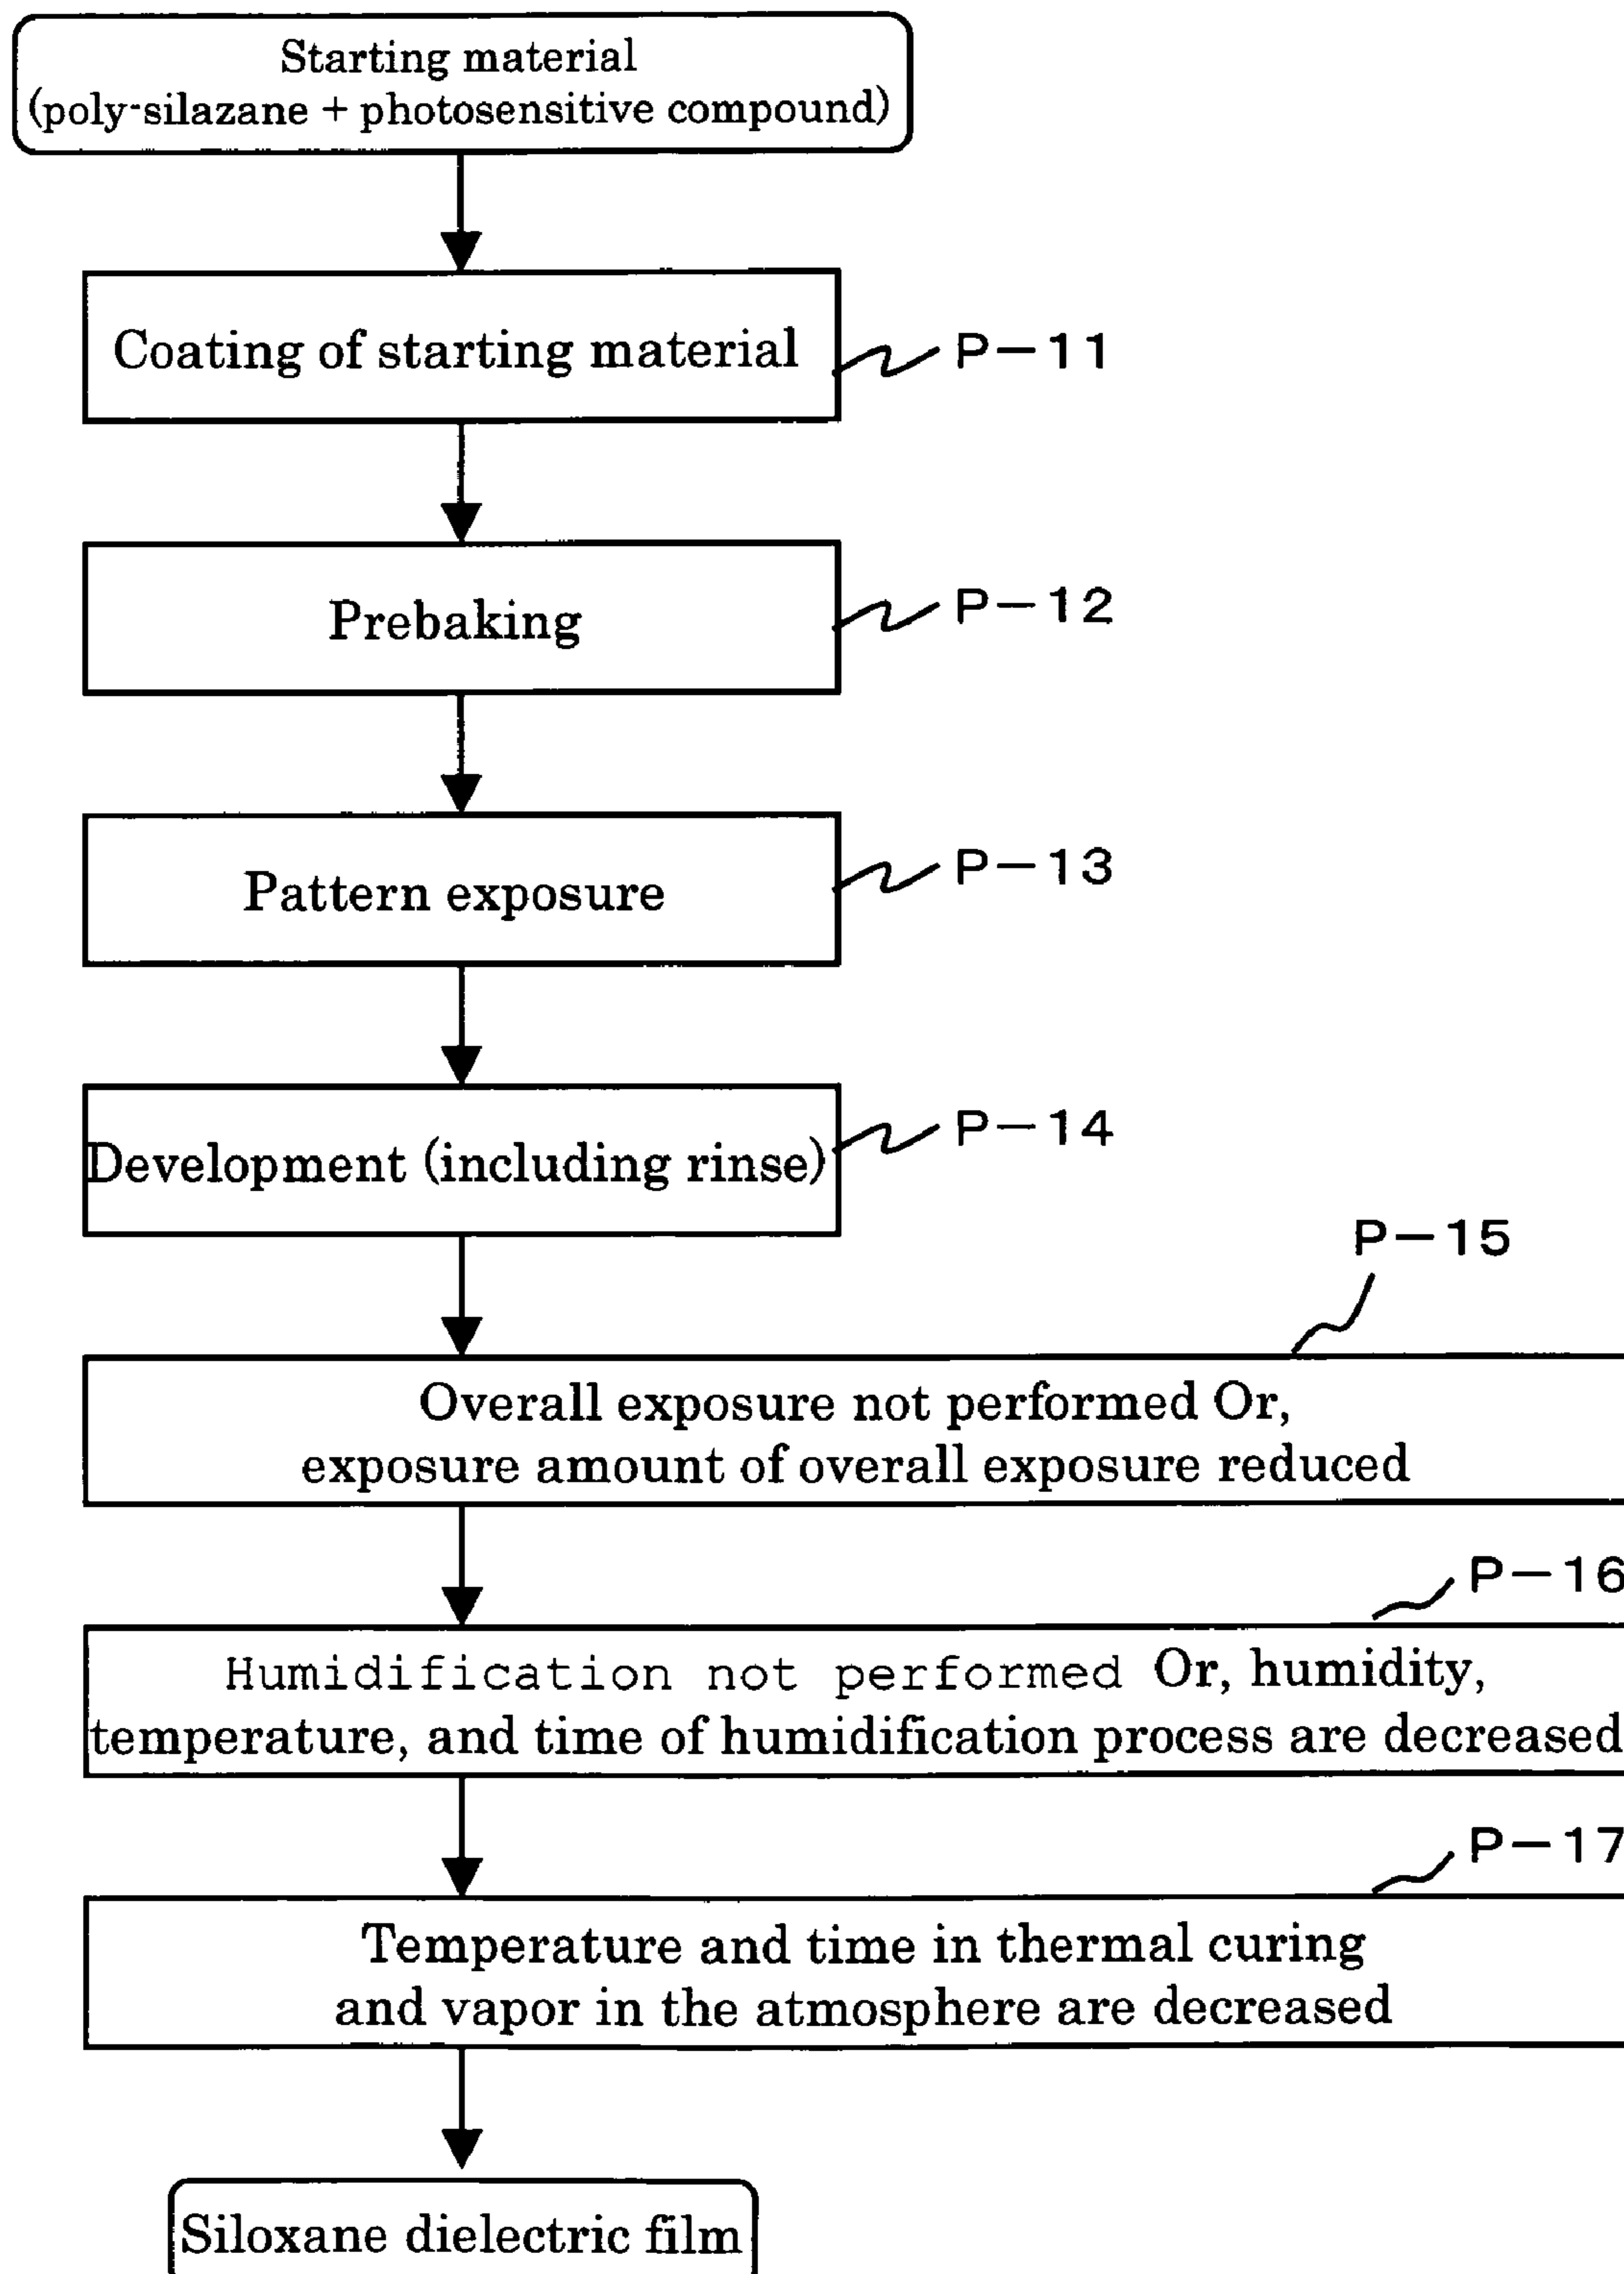 Starting material
(poly-silazane + photosensitive compound)
Coating of starting material
P-11
Prebaking
P-12
Pattern exposure
P-13
Development (including rinse)
P-14
P-15
Overall exposure not performed Or,
exposure amount of overall exposure reduced
P-16
Humidification not performed Or, humidity,
temperature, and time of humidification process are decreased
P-17
Temperature and time in thermal curing
and vapor in the atmosphere are decreased
Siloxane dielectric film